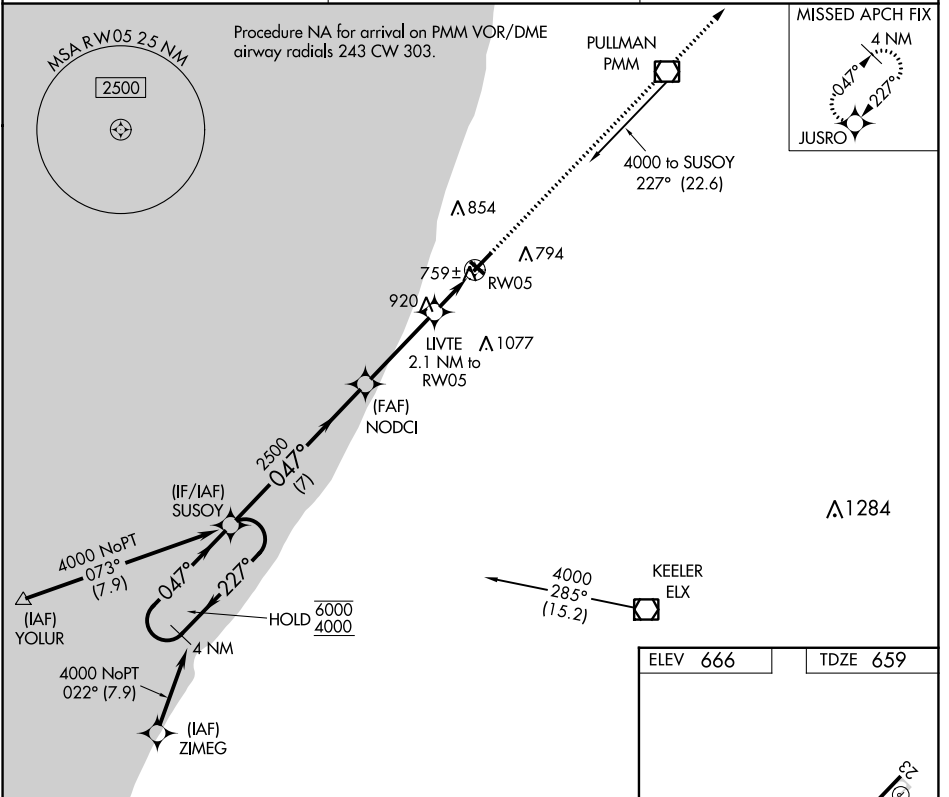 MSA RW05 25 NM
2500
Procedure NA for arrival on PMM VOR/DME
airway radials 243 CW 303.
PULLMAN
PMM
MISSED APCH FIX
4 NM
047°
227°
JUSRO
4000 to SUSOY
227° (22.6)
854
794
759±
RW05
920
LIVTE
2.1 NM to
RW05
1077
(FAF)
NODCI
2500
047°
(7)
(IF/IAF)
SUSOY
1284
4000 NoPT
073°
(7.9)
047°
227°
(IAF)
YOLUR
HOLD 6000
4000
4 NM
4000
285°
(15.2)
KEELER
ELX
4000 NoPT
022° (7.9)
(IAF)
ZIMEG
ELEV 666
TDZE 659
23